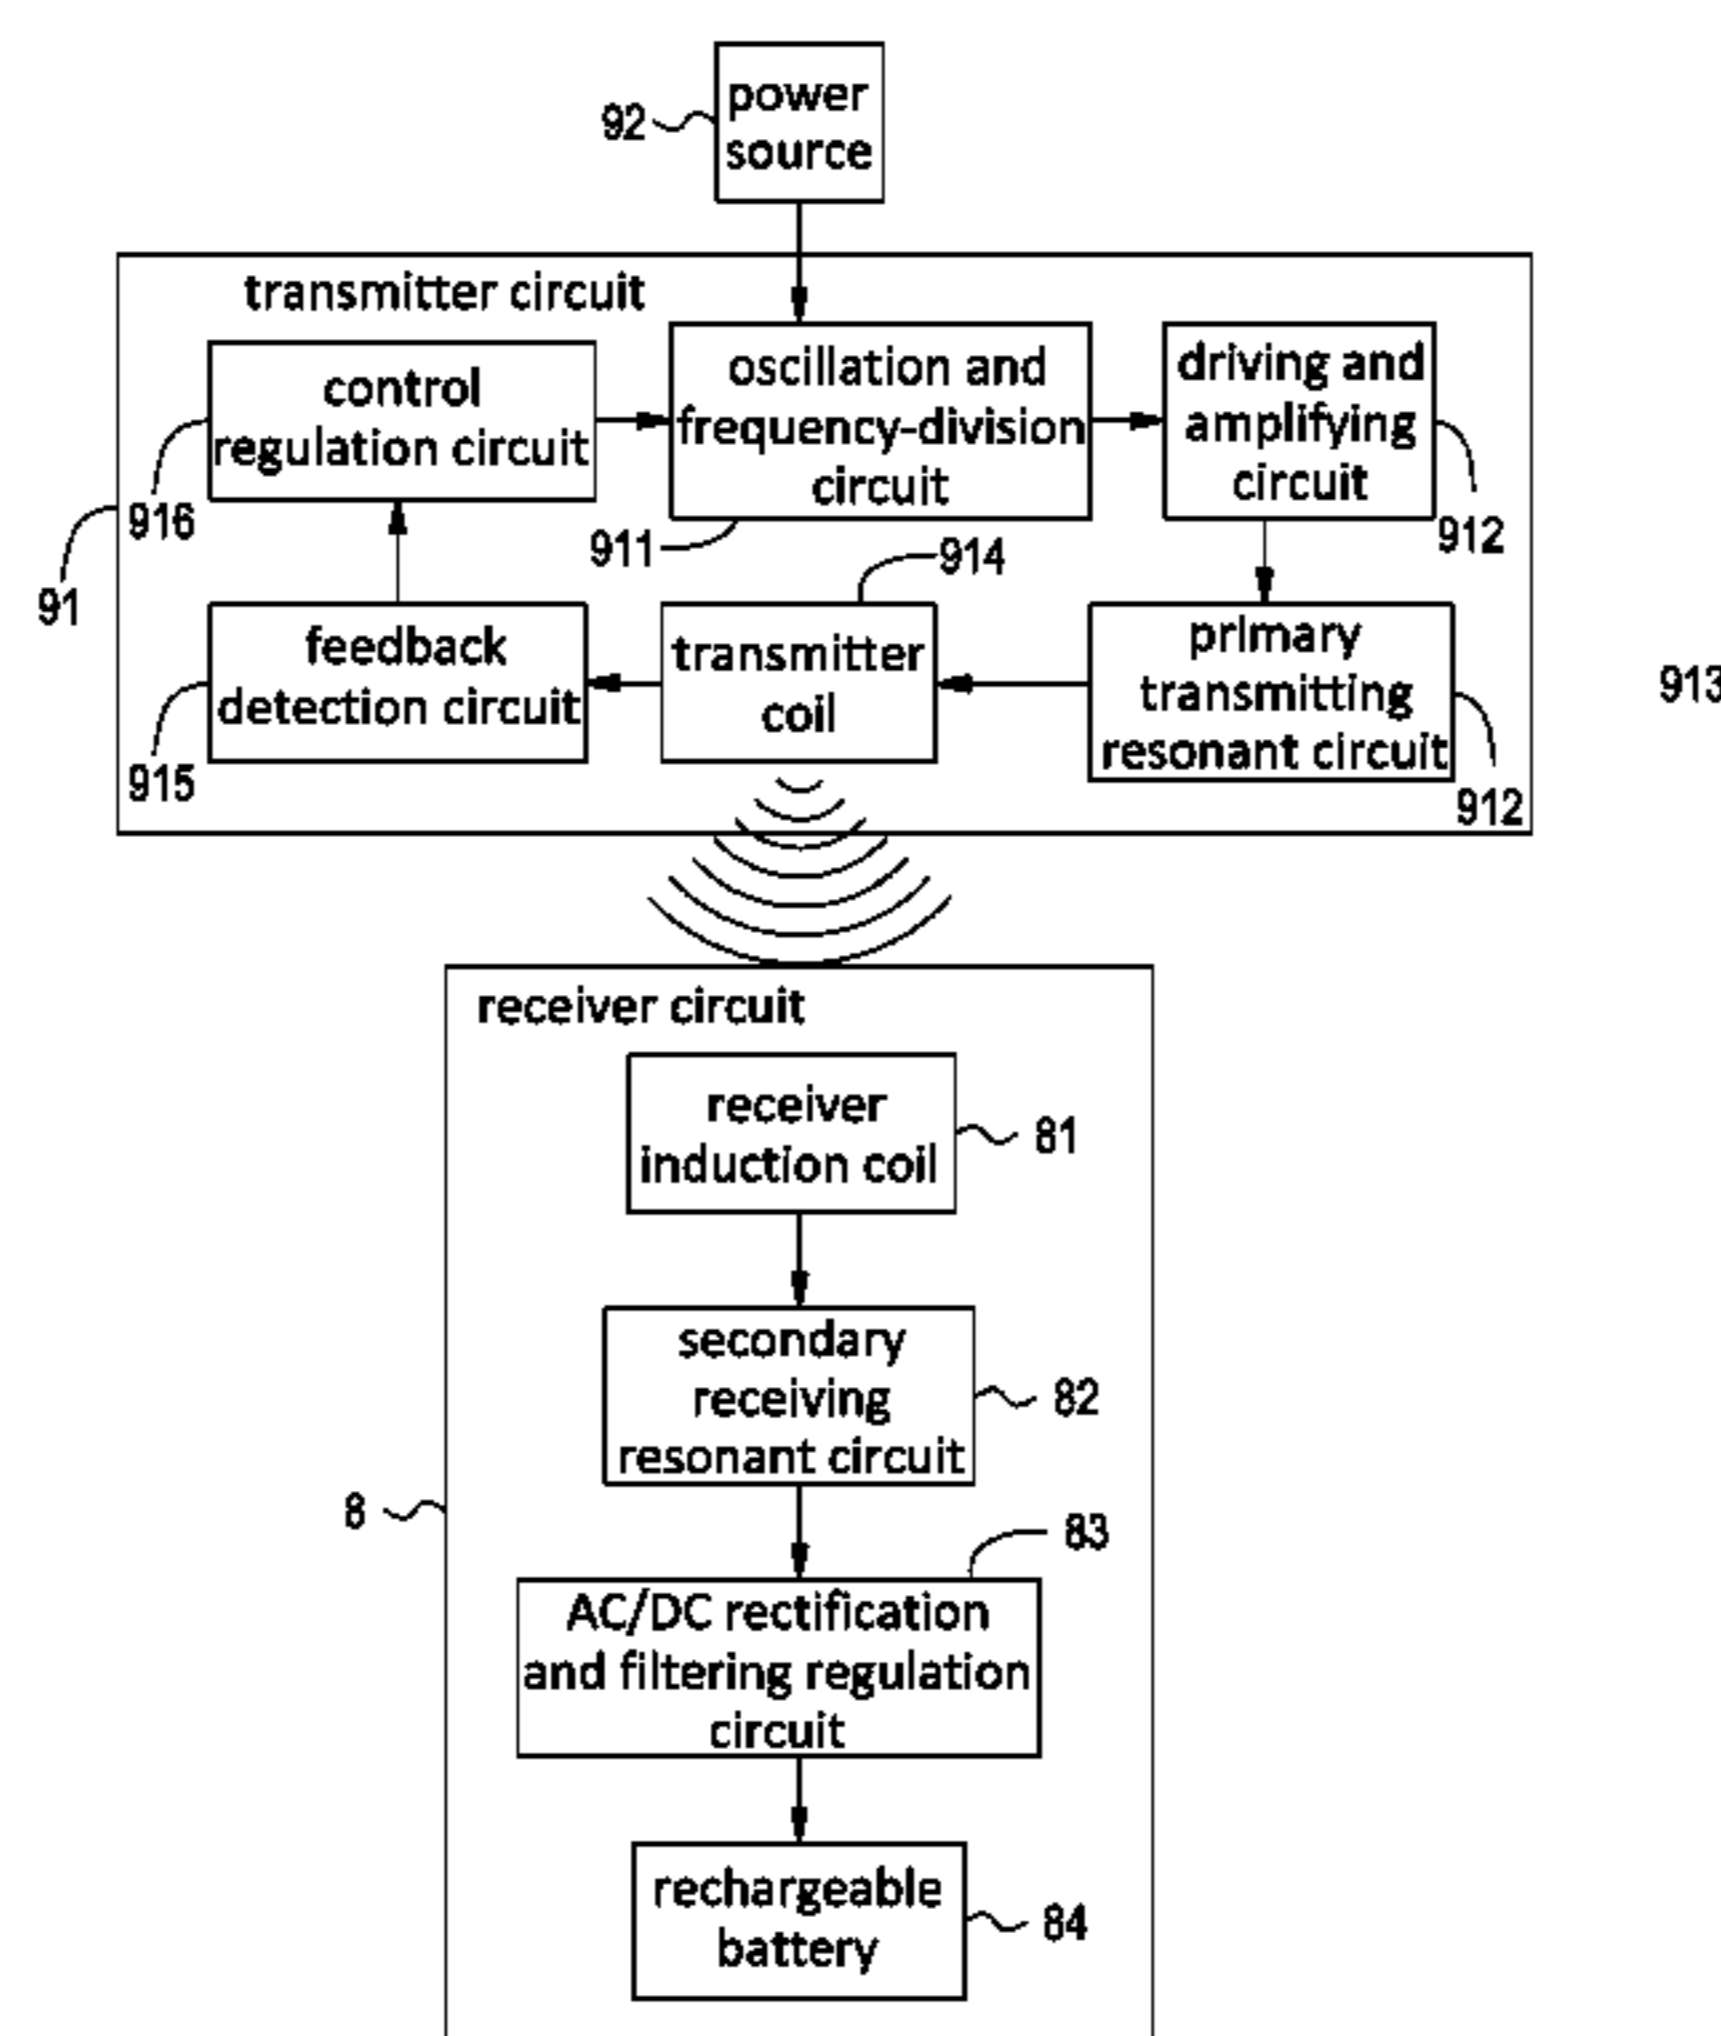 power
source
92
transmitter circuit
control
regulation circuit
916
91
oscillation and
frequency-division
circuit
911
driving and
amplifying
circuit
912
feedback
detection circuit
915
transmitter
coil
914
primary
transmitting
resonant circuit
912
913
receiver circuit
receiver
induction coil
81
secondary
receiving
resonant circuit
82
8
83
AC/DC rectification
and filtering regulation
circuit
rechargeable
battery
84